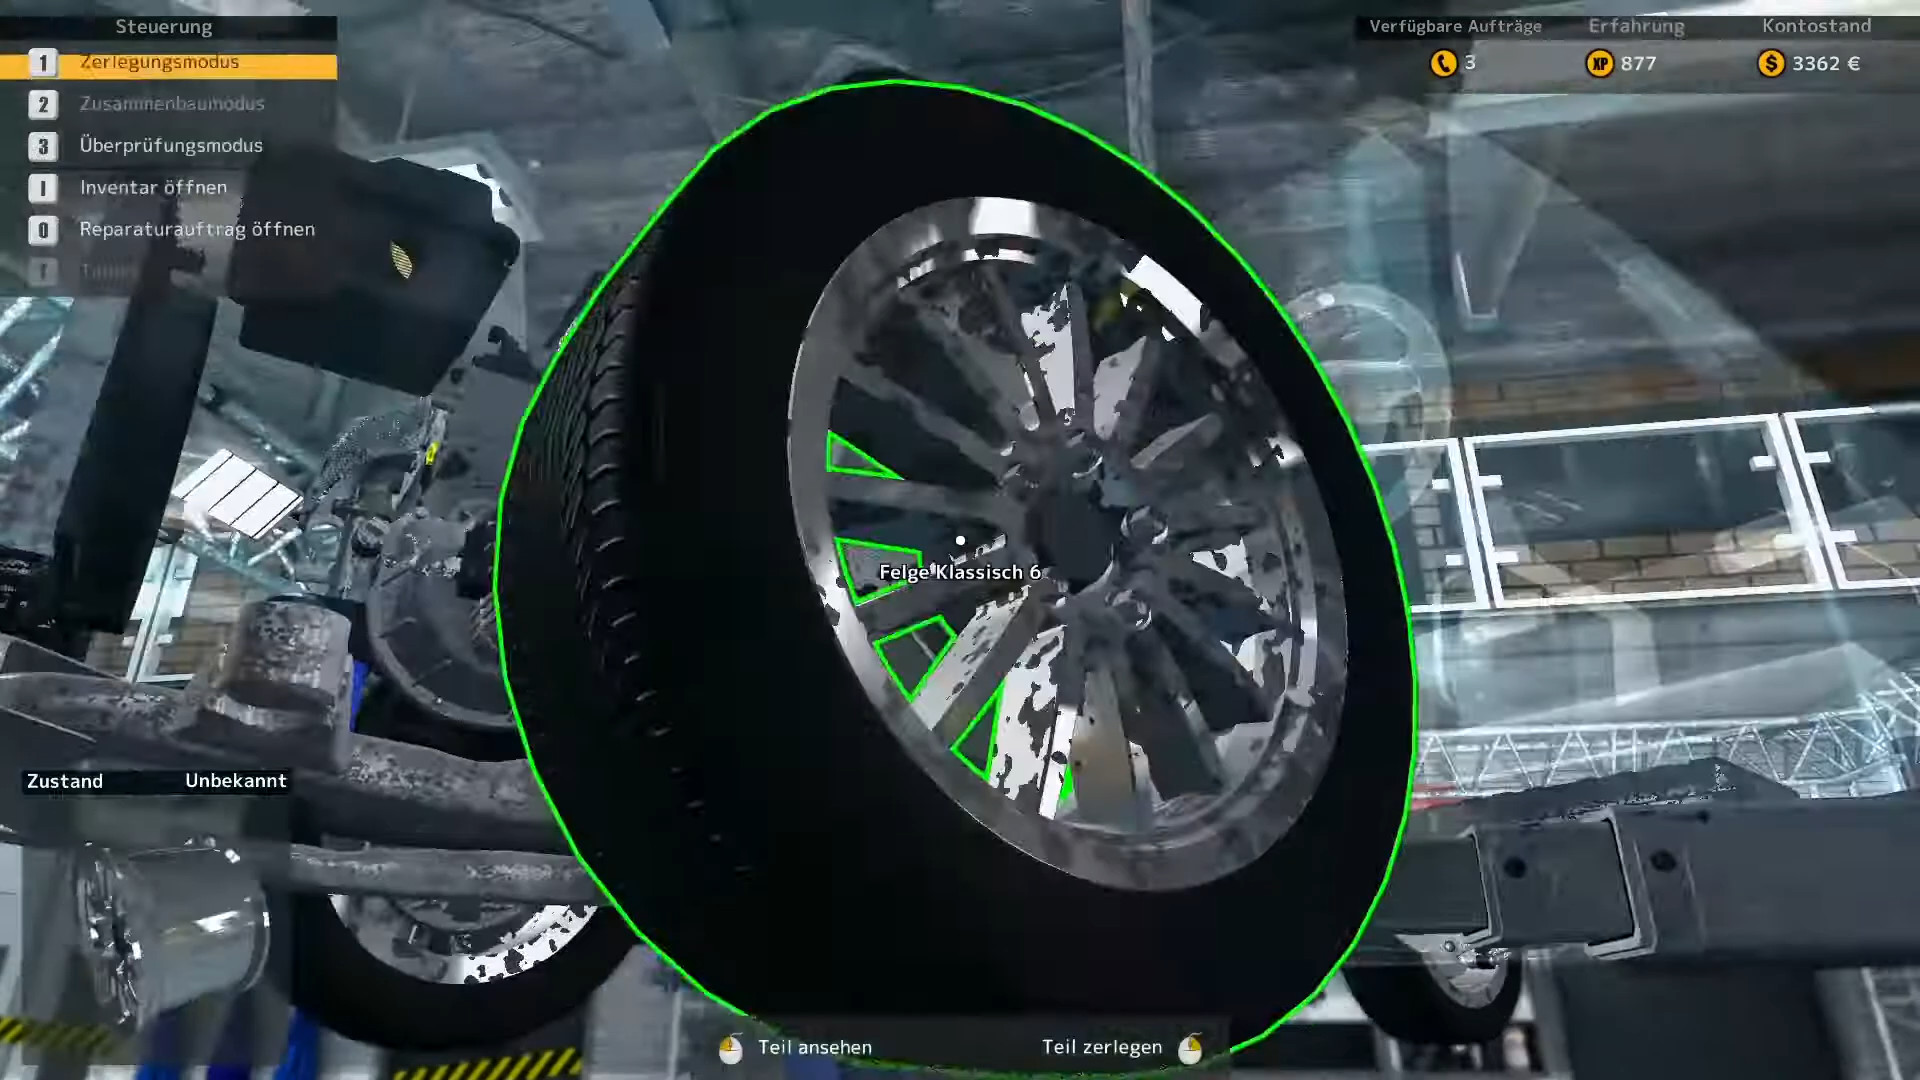 Steuerung
1 Zerlegungsmodus
2 Zusammenbaumodus
3 Überprüfungsmodus
I Inventar öffnen
O Reparaturauftrag öffnen
T
Verfügbare Aufträge Erfahrung Kontostand
3 XP 877 $ 3362 €
Felge Klassisch 6
Zustand Unbekannt
Teil ansehen Teil zerlegen